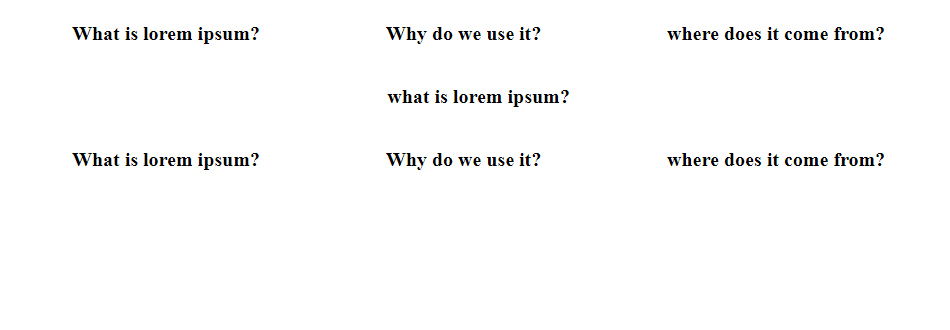 What is lorem ipsum? Why do we use it? where does it come from?
what is lorem ipsum?
What is lorem ipsum? Why do we use it? where does it come from?